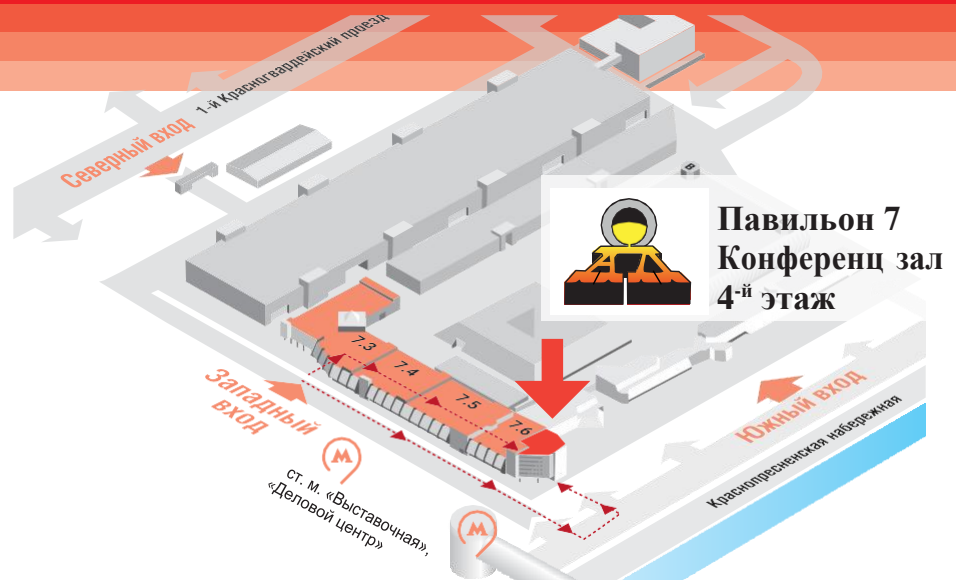 1-й Красногвардейский проезд
Северный вход
В
Павильон 7
Конференц зал
4-й этаж
АД
7.3
7.4
7.5
7.6
Западный
вход
Южный вход
Краснопресненская набережная
М
ст. м. «Выставочная»,
«Деловой центр»
М